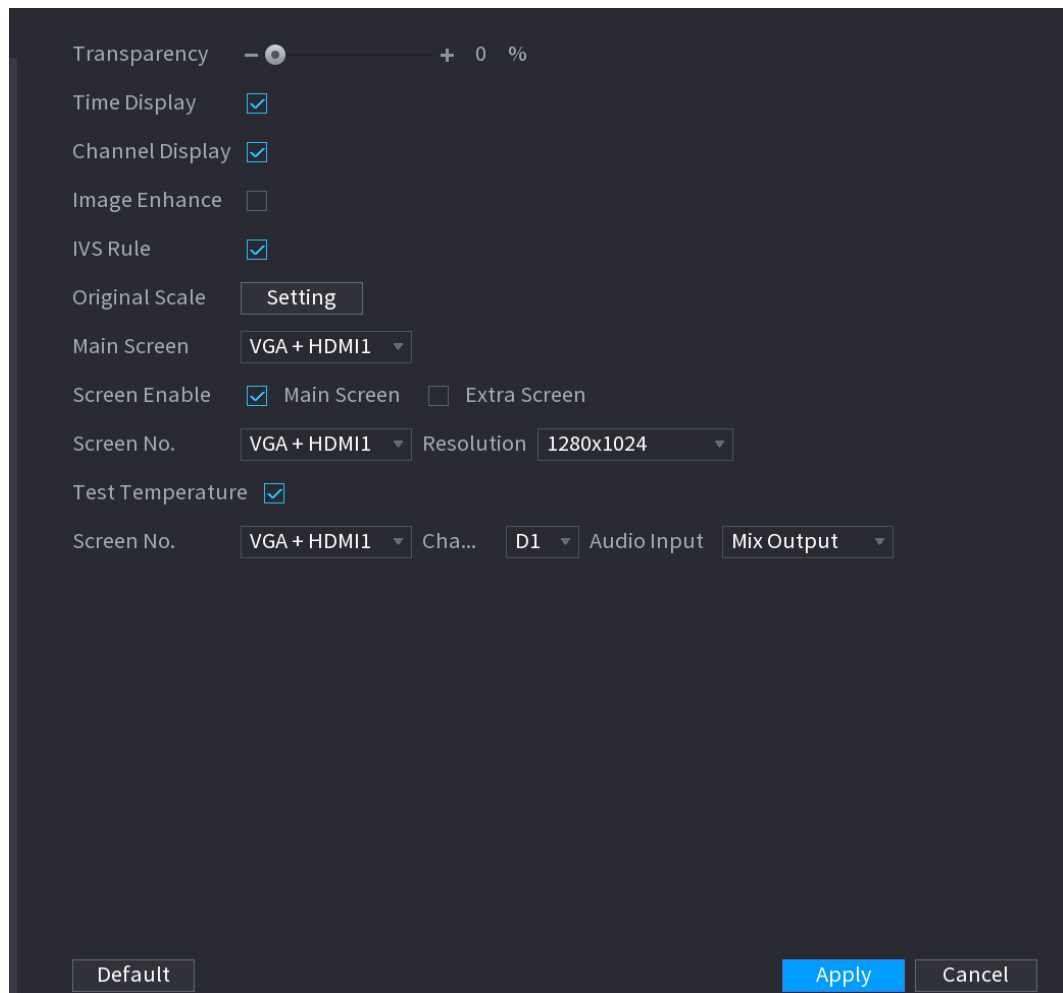 Transparency - + 0 %
Time Display
Channel Display
Image Enhance
IVS Rule
Original Scale Setting
Main Screen VGA + HDMI1
Screen Enable Main Screen Extra Screen
Screen No. VGA + HDMI1 Resolution 1280x1024
Test Temperature
Screen No. VGA + HDMI1 Cha... D1 Audio Input Mix Output
Default Apply Cancel